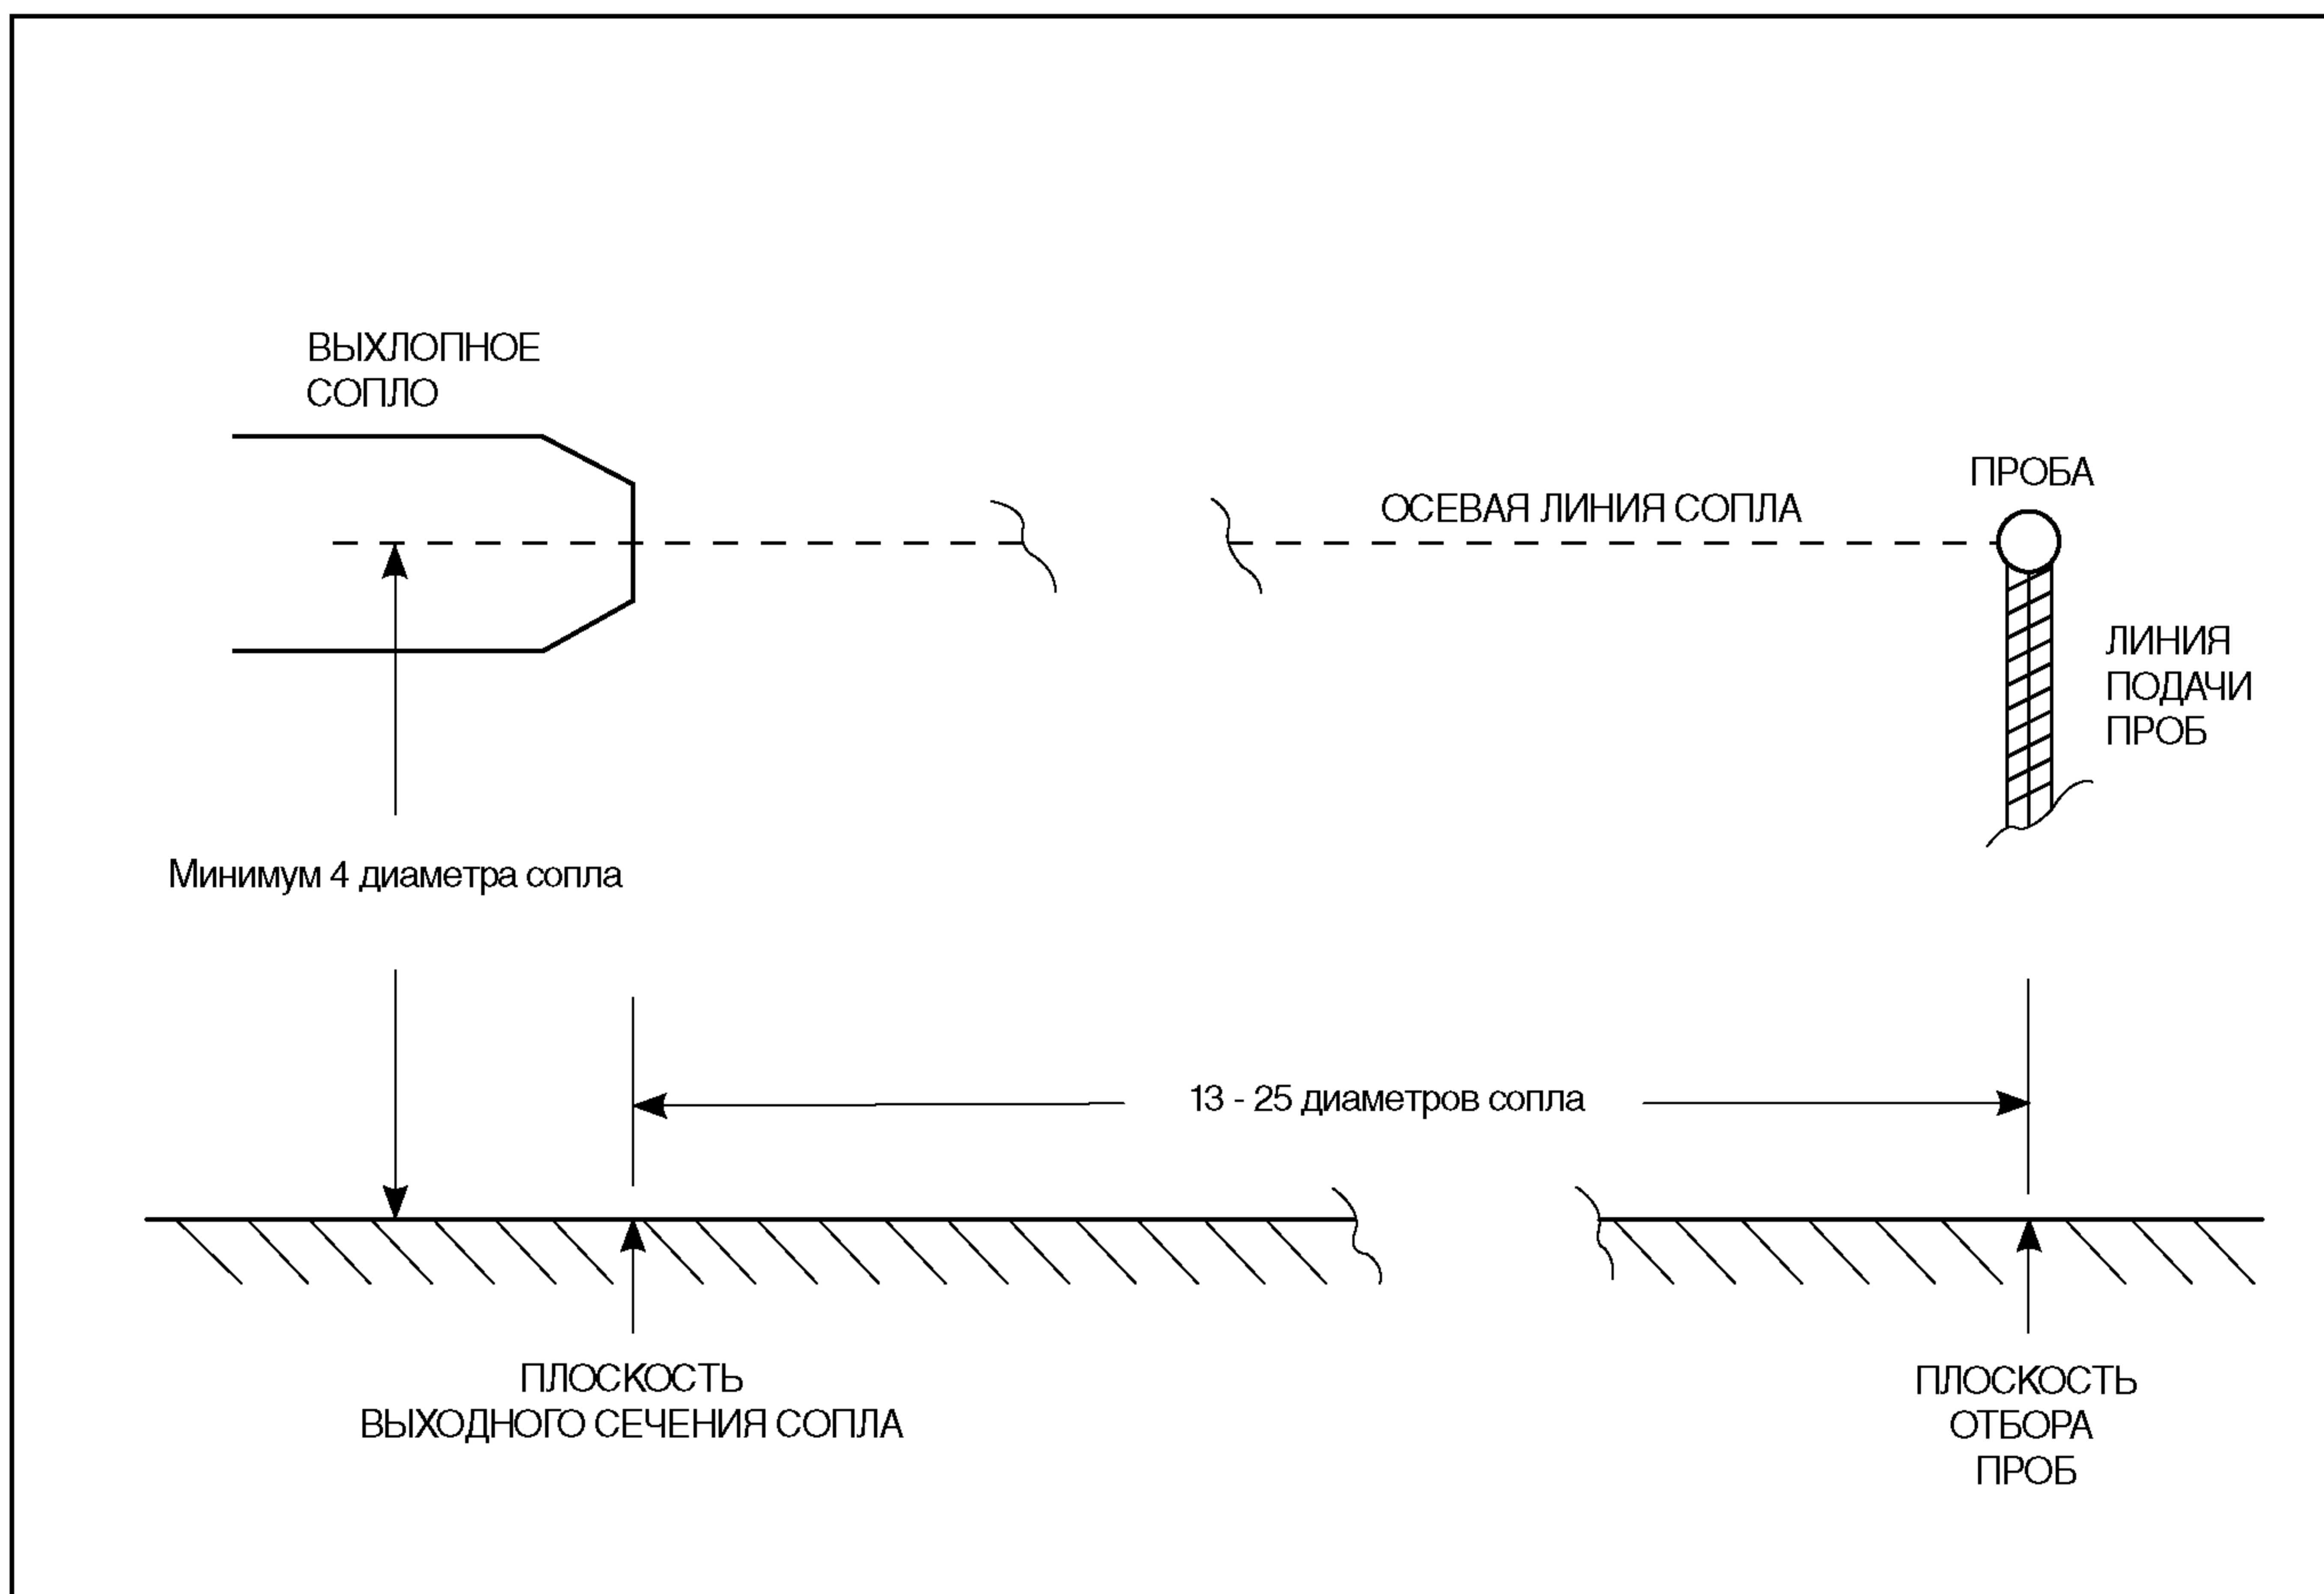 ВЫХЛОПНОЕ
СОПЛО
ОСЕВАЯ ЛИНИЯ СОПЛА
ПРОБА
ЛИНИЯ
ПОДАЧИ
ПРОБ
Минимум 4 диаметра сопла
13 - 25 диаметров сопла
ПЛОСКОСТЬ
ВЫХОДНОГО СЕЧЕНИЯ СОПЛА
ПЛОСКОСТЬ
ОТБОРА
ПРОБ